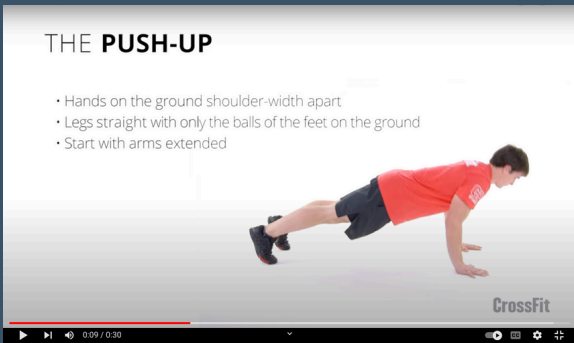 THE PUSH-UP
• Hands on the ground shoulder-width apart
• Legs straight with only the balls of the feet on the ground
• Start with arms extended
CrossFit
0:09 / 0:30